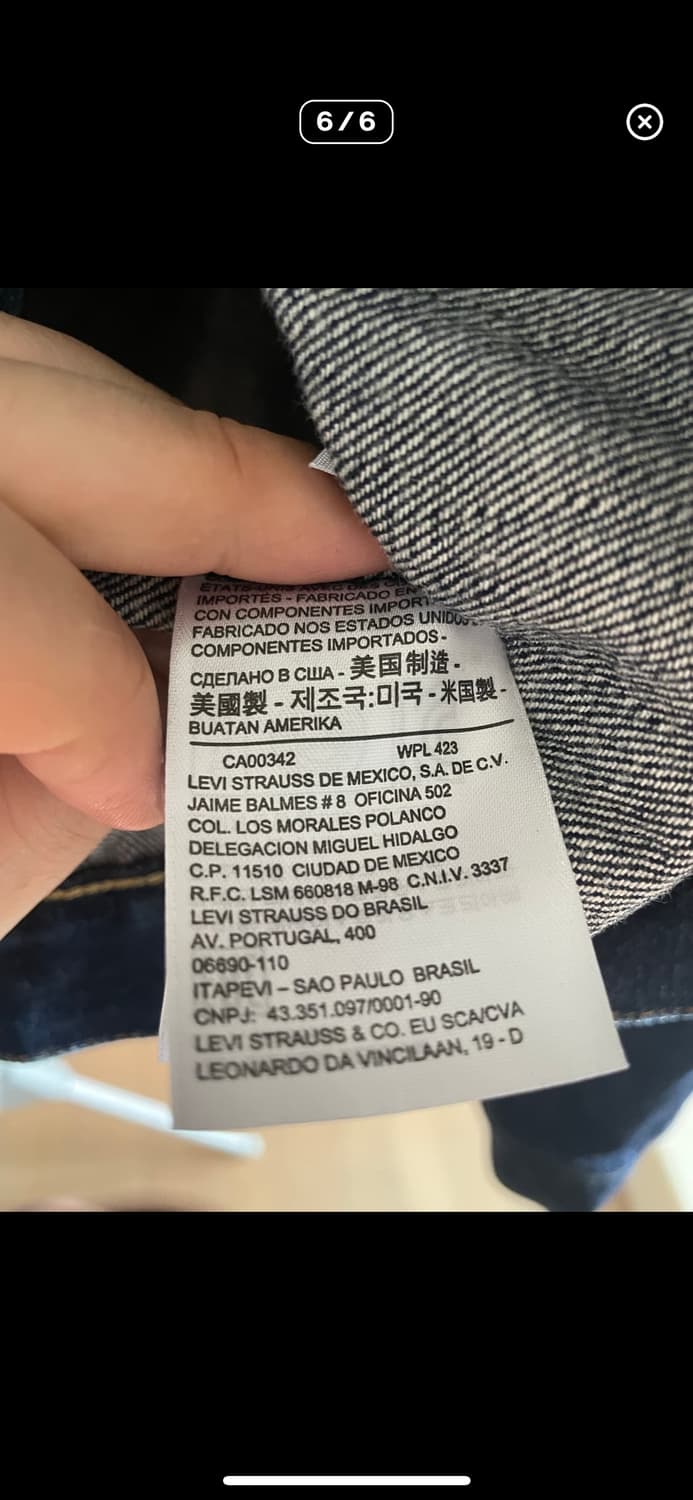 6/6
IMPORTÉS - FABRICADO EN
CON COMPONENTES
FABRICADO NOS ESTADOS UNIDOS
COMPONENTES IMPORTADOS -
СДЕЛАНО В США - 美国制造 -
美國製 - 제조국:미국 - 米国製 -
BUATAN AMERIKA
CA00342 WPL 423
LEVI STRAUSS DE MEXICO, S.A. DE C.V.
JAIME BALMES # 8 OFICINA 502
COL. LOS MORALES POLANCO
DELEGACION MIGUEL HIDALGO
C.P. 11510 CIUDAD DE MEXICO
R.F.C. LSM 660818 M-98 C.N.I.V. 3337
LEVI STRAUSS DO BRASIL
AV. PORTUGAL, 400
06690-110
ITAPEVI – SAO PAULO BRASIL
CNPJ: 43.351.097/0001-90
LEVI STRAUSS & CO. EU SCA/CVA
LEONARDO DA VINCILAAN, 19 - D